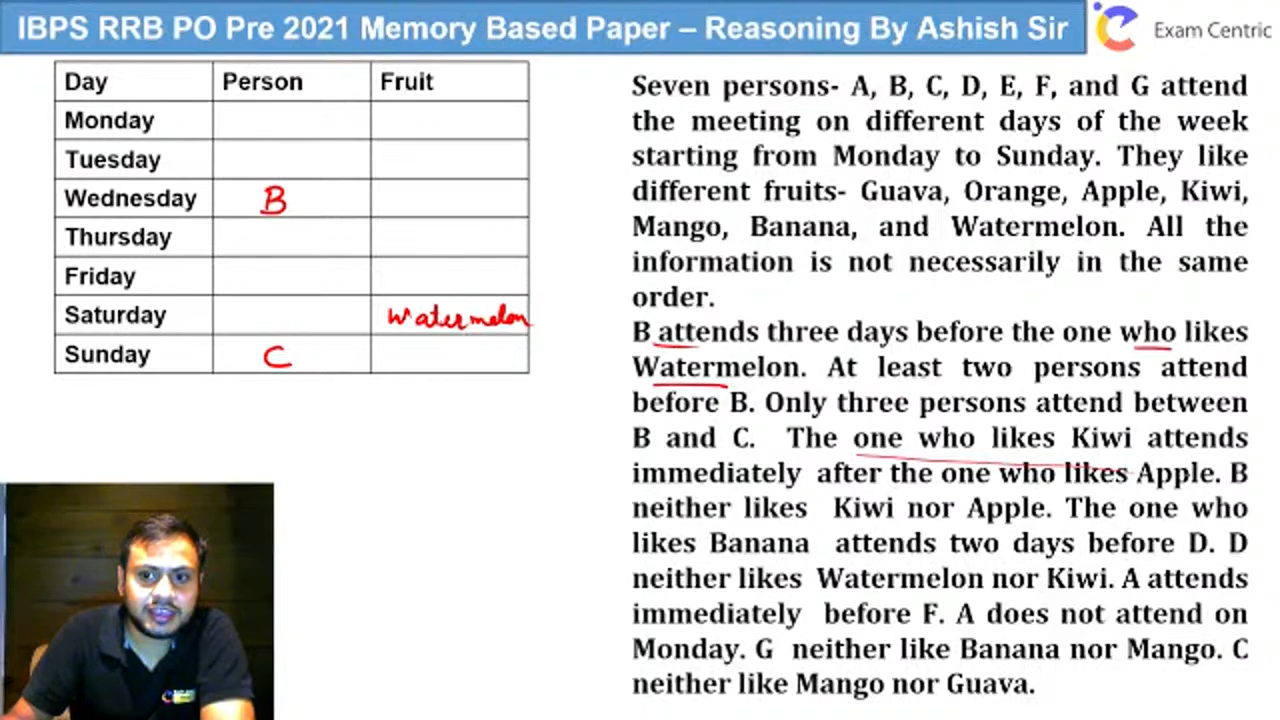 IBPS RRB PO Pre 2021 Memory Based Paper – Reasoning By Ashish Sir
Exam Centric
Day Person Fruit
Monday
Tuesday
Wednesday B
Thursday
Friday
Saturday Watermelon
Sunday C
Seven persons- A, B, C, D, E, F, and G attend
the meeting on different days of the week
starting from Monday to Sunday. They like
different fruits- Guava, Orange, Apple, Kiwi,
Mango, Banana, and Watermelon. All the
information is not necessarily in the same
order.
B attends three days before the one who likes
Watermelon. At least two persons attend
before B. Only three persons attend between
B and C. The one who likes Kiwi attends
immediately after the one who likes Apple. B
neither likes Kiwi nor Apple. The one who
likes Banana attends two days before D. D
neither likes Watermelon nor Kiwi. A attends
immediately before F. A does not attend on
Monday. G neither like Banana nor Mango. C
neither like Mango nor Guava.